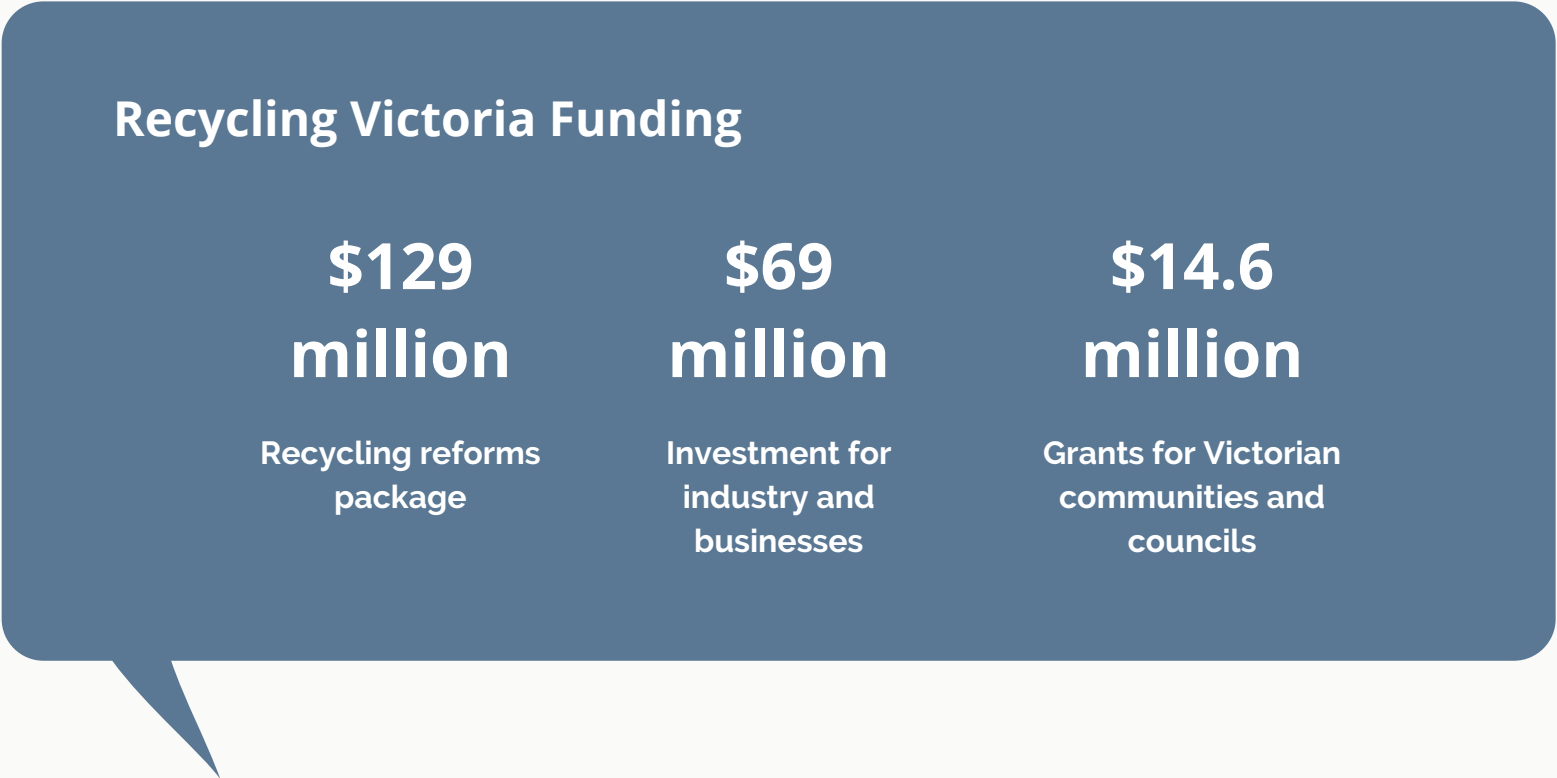 Recycling Victoria Funding
$129
million
Recycling reforms
package
$69
million
Investment for
industry and
businesses
$14.6
million
Grants for Victorian
communities and
councils